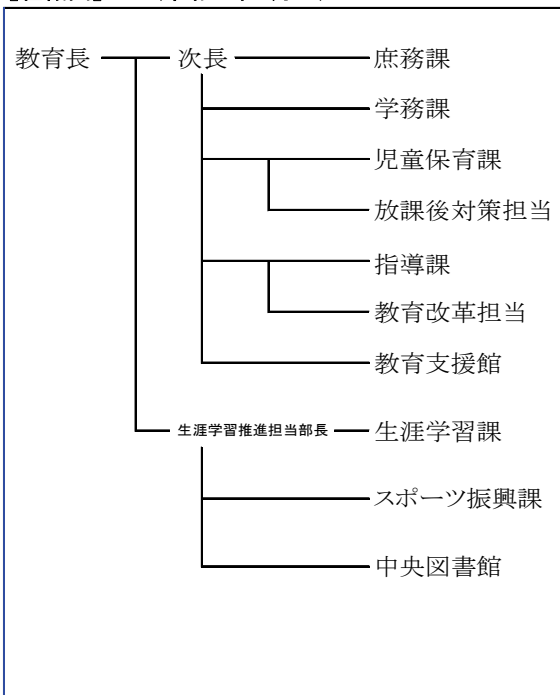 教育長 次長 庶務課
学務課
児童保育課
放課後対策担当
指導課
教育改革担当
教育支援館
生涯学習推進担当部長 生涯学習課
スポーツ振興課
中央図書館